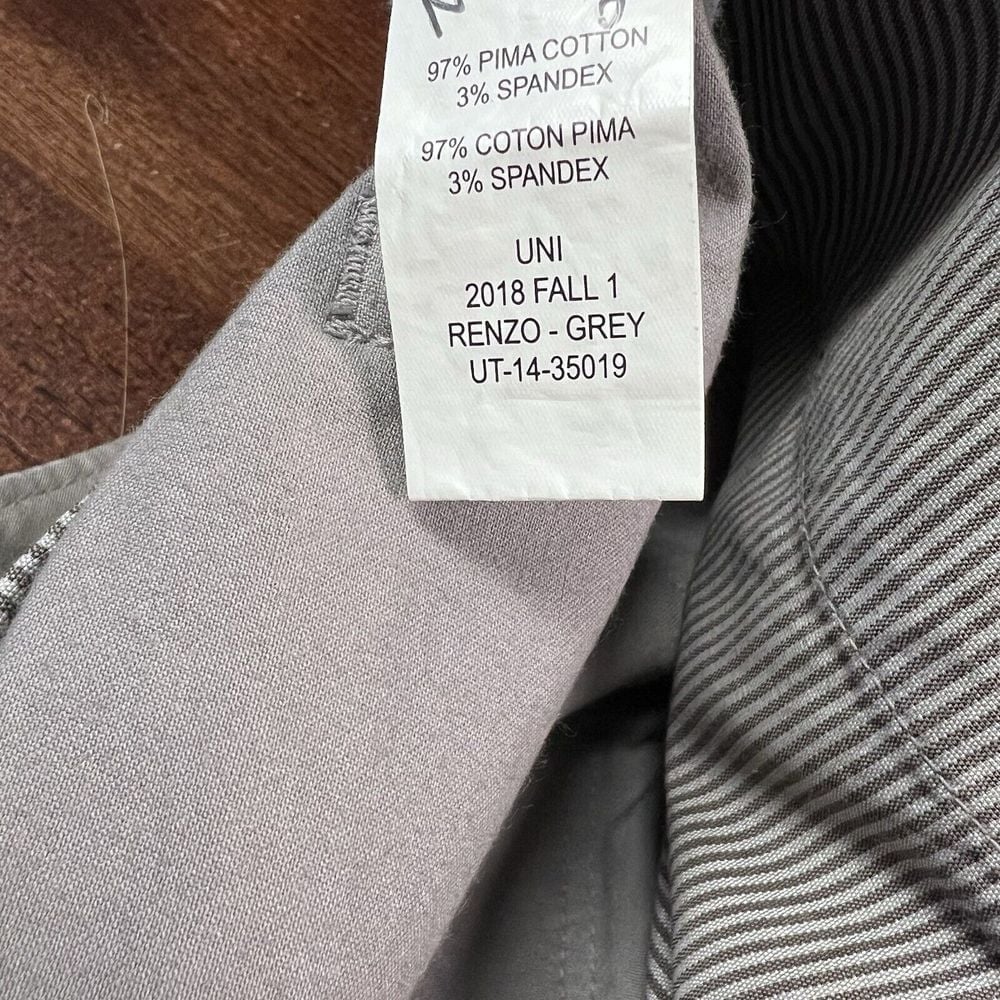 97% PIMA COTTON
3% SPANDEX
97% COTON PIMA
3% SPANDEX
UNI
2018 FALL 1
RENZO - GREY
UT-14-35019